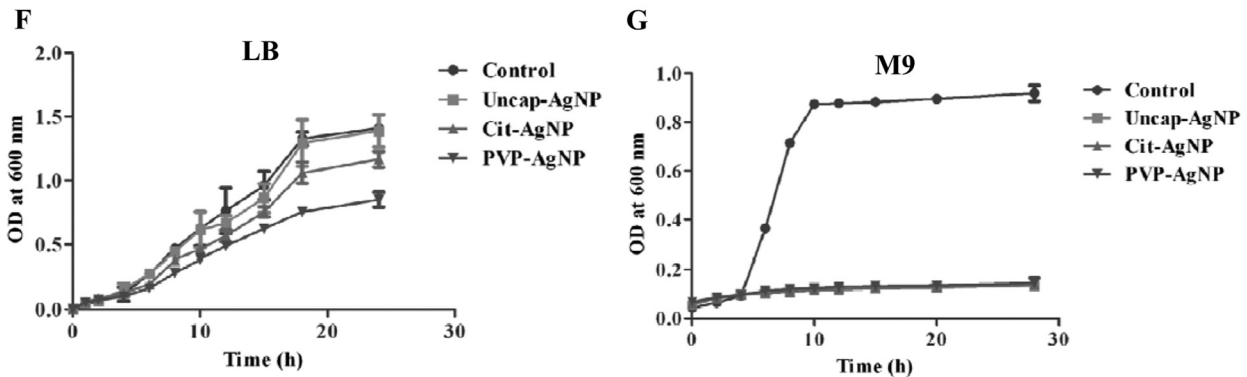 F
LB
OD at 600 nm
2.0
1.5
1.0
0.5
0.0
0 10 20 30
Time (h)
Control
Uncap-AgNP
Cit-AgNP
PVP-AgNP
G
M9
OD at 600 nm
1.0
0.8
0.6
0.4
0.2
0.0
0 10 20 30
Time (h)
Control
Uncap-AgNP
Cit-AgNP
PVP-AgNP